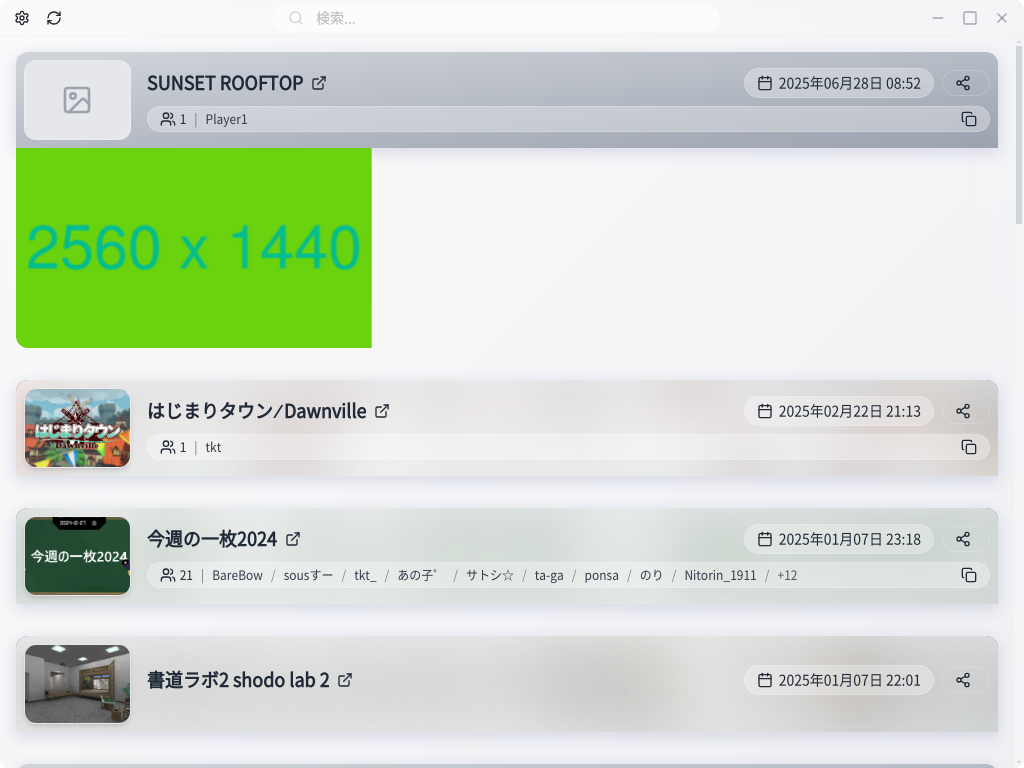 検索...
SUNSET ROOFTOP
2025年06月28日 08:52
1 | Player1
2560 x 1440
はじまりタウン
Dawnville
はじまりタウン/Dawnville
2025年02月22日 21:13
1 | tkt
今週の一枚2024
今週の一枚2024
2025年01月07日 23:18
21 | BareBow / sousすー / tkt_ / あの子゜ / サトシ☆ / ta-ga / ponsa / のり / Nitorin_1911 / +12
書道ラボ2 shodo lab 2
2025年01月07日 22:01